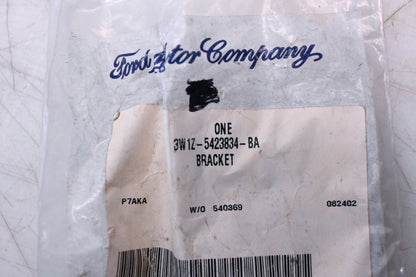 Ford Motor Company
ONE
3W1Z-5423834-BA
BRACKET
P7AKA W/O 540369 082402